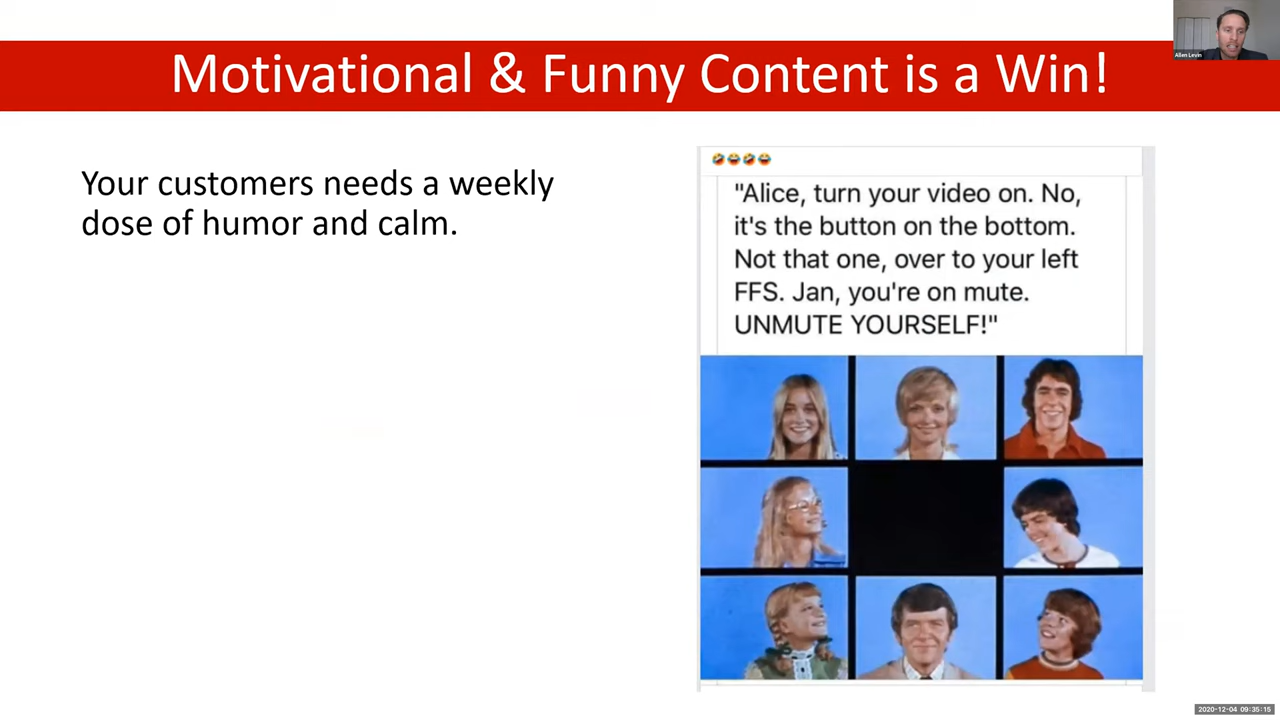 Motivational & Funny Content is a Win!
Allen Levin
Your customers needs a weekly
dose of humor and calm.
"Alice, turn your video on. No,
it's the button on the bottom.
Not that one, over to your left
FFS. Jan, you're on mute.
UNMUTE YOURSELF!"
2020-12-04 09:35:15